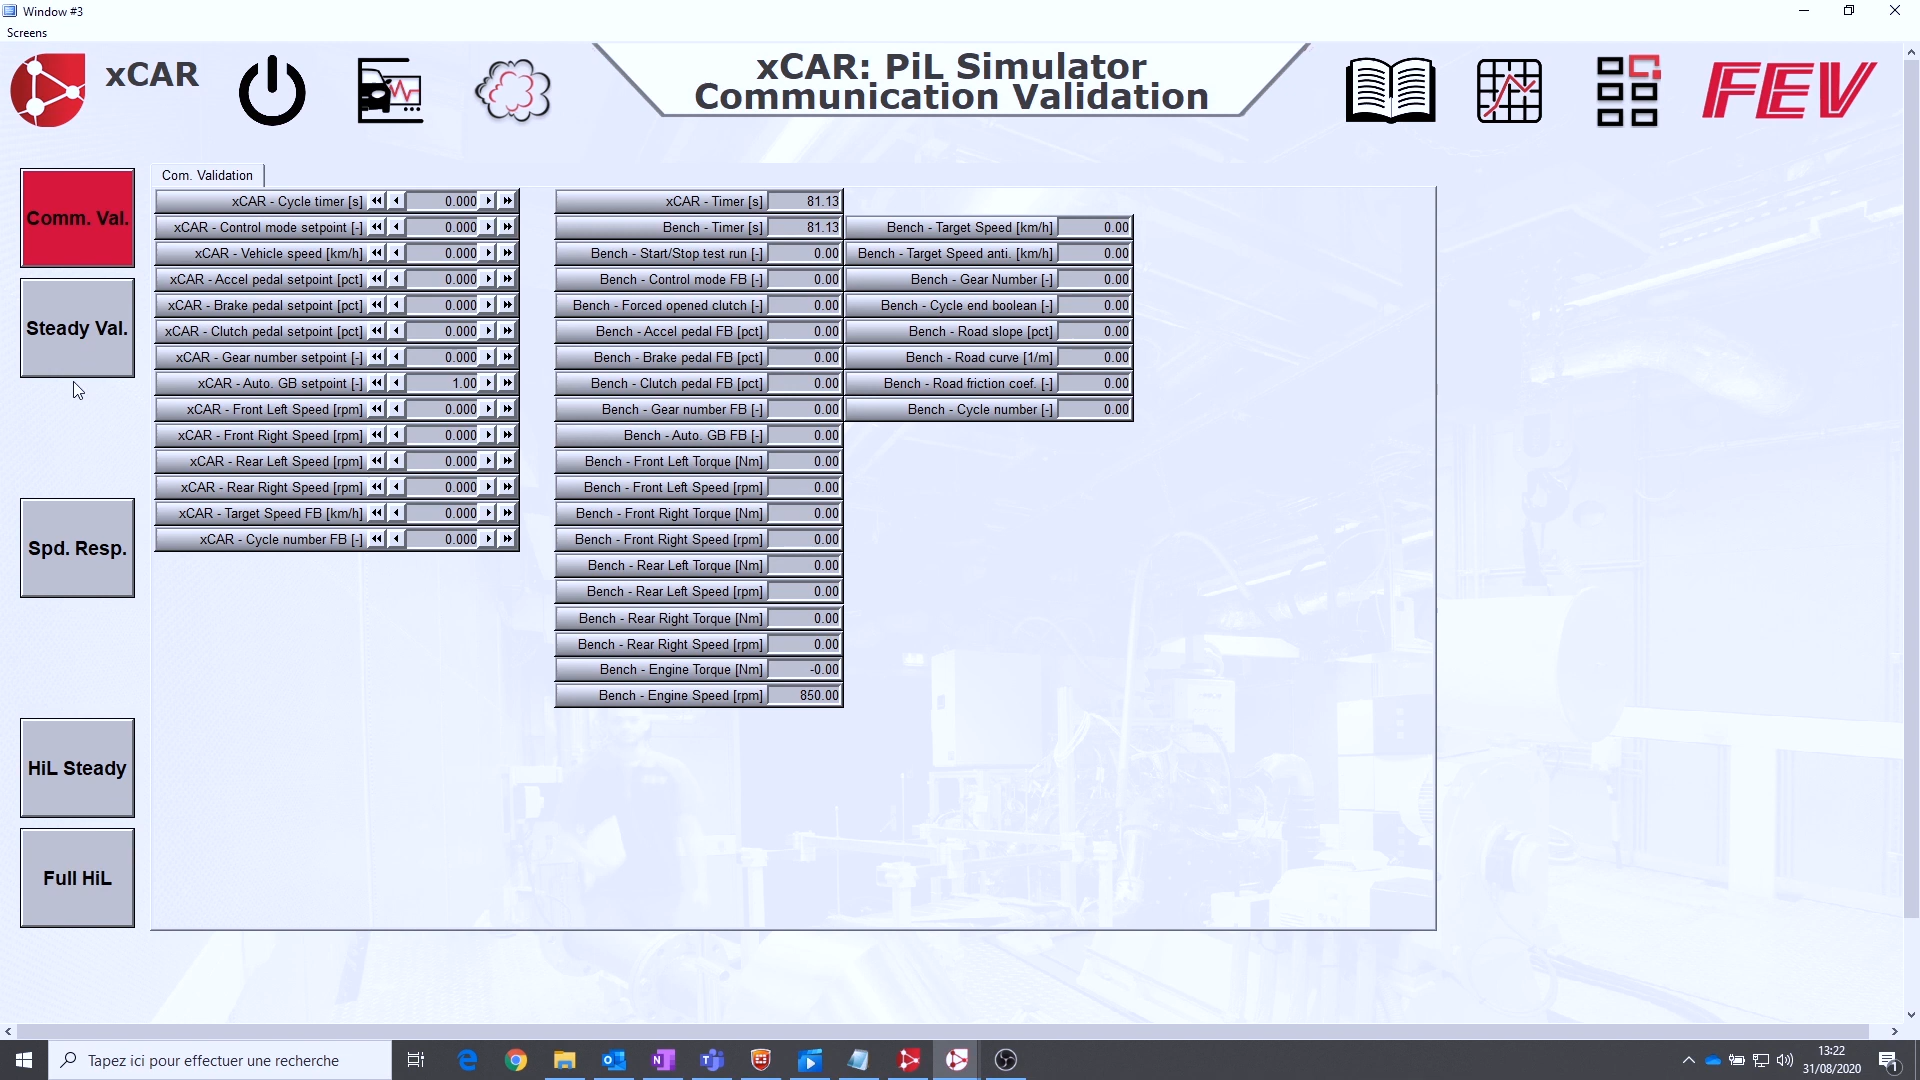 Window #3
Screens
xCAR
xCAR: PiL Simulator
Communication Validation
FEV
Comm. Val.
Steady Val.
Spd. Resp.
HiL Steady
Full HiL
Com. Validation
xCAR - Cycle timer [s] 0.000
xCAR - Control mode setpoint [-] 0.000
xCAR - Vehicle speed [km/h] 0.000
xCAR - Accel pedal setpoint [pct] 0.000
xCAR - Brake pedal setpoint [pct] 0.000
xCAR - Clutch pedal setpoint [pct] 0.000
xCAR - Gear number setpoint [-] 0.000
xCAR - Auto. GB setpoint [-] 1.00
xCAR - Front Left Speed [rpm] 0.000
xCAR - Front Right Speed [rpm] 0.000
xCAR - Rear Left Speed [rpm] 0.000
xCAR - Rear Right Speed [rpm] 0.000
xCAR - Target Speed FB [km/h] 0.000
xCAR - Cycle number FB [-] 0.000
xCAR - Timer [s] 81.13
Bench - Timer [s] 81.13
Bench - Start/Stop test run [-] 0.00
Bench - Control mode FB [-] 0.00
Bench - Forced opened clutch [-] 0.00
Bench - Accel pedal FB [pct] 0.00
Bench - Brake pedal FB [pct] 0.00
Bench - Clutch pedal FB [pct] 0.00
Bench - Gear number FB [-] 0.00
Bench - Auto. GB FB [-] 0.00
Bench - Front Left Torque [Nm] 0.00
Bench - Front Left Speed [rpm] 0.00
Bench - Front Right Torque [Nm] 0.00
Bench - Front Right Speed [rpm] 0.00
Bench - Rear Left Torque [Nm] 0.00
Bench - Rear Left Speed [rpm] 0.00
Bench - Rear Right Torque [Nm] 0.00
Bench - Rear Right Speed [rpm] 0.00
Bench - Engine Torque [Nm] -0.00
Bench - Engine Speed [rpm] 850.00
Bench - Target Speed [km/h] 0.00
Bench - Target Speed anti. [km/h] 0.00
Bench - Gear Number [-] 0.00
Bench - Cycle end boolean [-] 0.00
Bench - Road slope [pct] 0.00
Bench - Road curve [1/m] 0.00
Bench - Road friction coef. [-] 0.00
Bench - Cycle number [-] 0.00
Tapez ici pour effectuer une recherche
13:22
31/08/2020
1